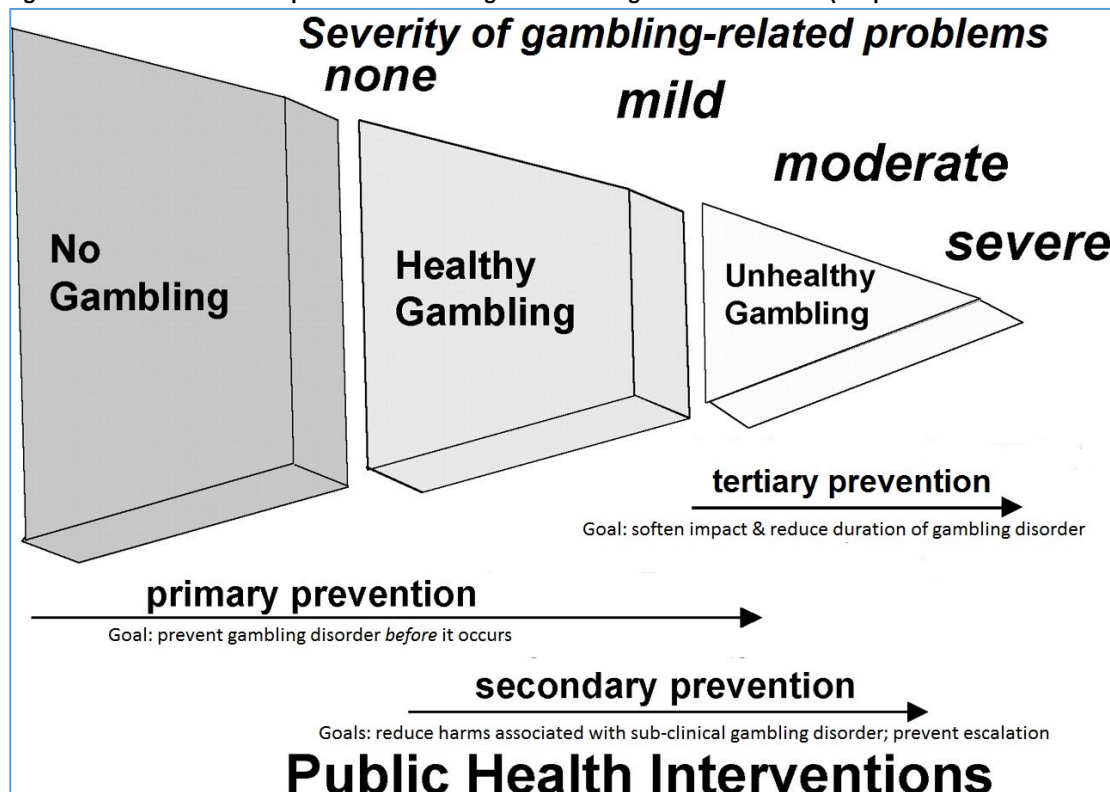 Severity of gambling-related problems
none
mild
moderate
severe
No
Gambling
Healthy
Gambling
Unhealthy
Gambling
tertiary prevention
Goal: soften impact & reduce duration of gambling disorder
primary prevention
Goal: prevent gambling disorder before it occurs
secondary prevention
Goals: reduce harms associated with sub-clinical gambling disorder; prevent escalation
Public Health Interventions